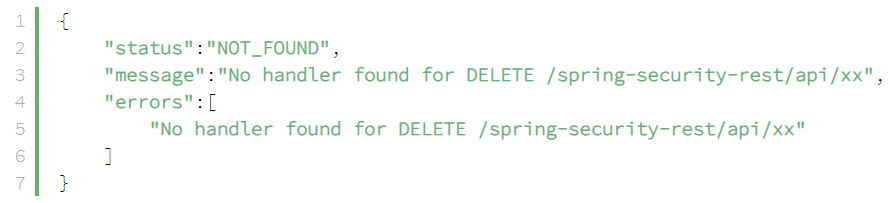 1 {
2     "status":"NOT_FOUND",
3     "message":"No handler found for DELETE /spring-security-rest/api/xx",
4     "errors":[
5         "No handler found for DELETE /spring-security-rest/api/xx"
6     ]
7 }